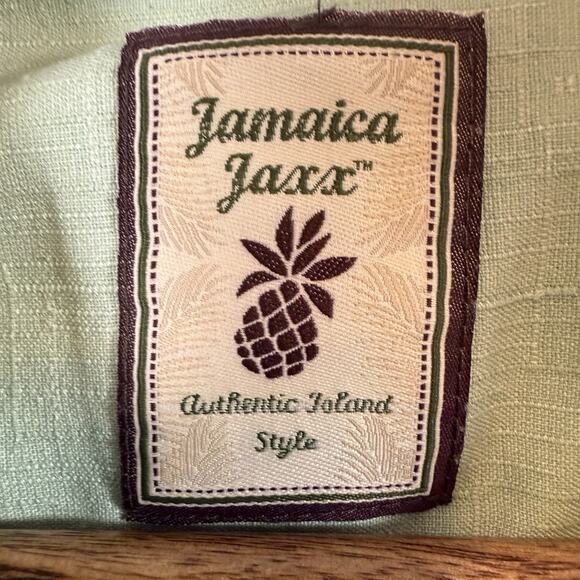 Jamaica
Jaxx™
Authentic Island
Style